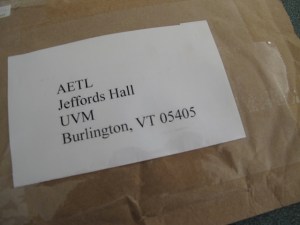 AETL
Jeffords Hall
UVM
Burlington, VT 05405